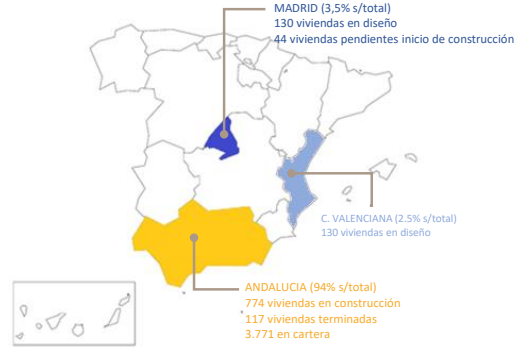 MADRID (3,5% s/total)
130 viviendas en diseño
44 viviendas pendientes inicio de construcción
C. VALENCIANA (2.5% s/total)
130 viviendas en diseño
ANDALUCIA (94% s/total)
774 viviendas en construcción
117 viviendas terminadas
3.771 en cartera